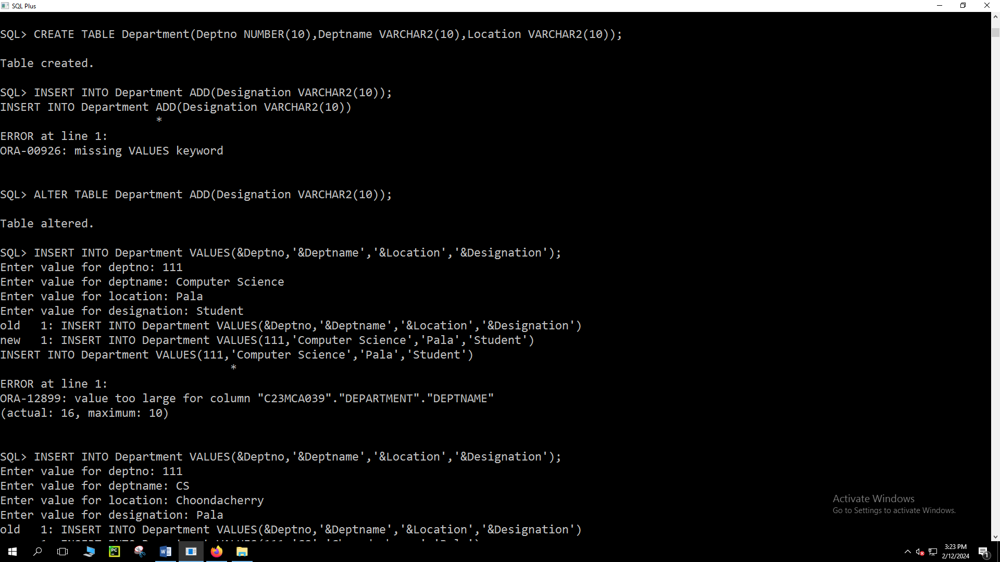 SQL Plus
SQL> CREATE TABLE Department(Deptno NUMBER(10),Deptname VARCHAR2(10),Location VARCHAR2(10));
Table created.
SQL> INSERT INTO Department ADD(Designation VARCHAR2(10));
INSERT INTO Department ADD(Designation VARCHAR2(10))
*
ERROR at line 1:
ORA-00926: missing VALUES keyword
SQL> ALTER TABLE Department ADD(Designation VARCHAR2(10));
Table altered.
SQL> INSERT INTO Department VALUES(&Deptno,'&Deptname','&Location','&Designation');
Enter value for deptno: 111
Enter value for deptname: Computer Science
Enter value for location: Pala
Enter value for designation: Student
old   1: INSERT INTO Department VALUES(&Deptno,'&Deptname','&Location','&Designation')
new   1: INSERT INTO Department VALUES(111,'Computer Science','Pala','Student')
INSERT INTO Department VALUES(111,'Computer Science','Pala','Student')
*
ERROR at line 1:
ORA-12899: value too large for column "C23MCA039"."DEPARTMENT"."DEPTNAME"
(actual: 16, maximum: 10)
SQL> INSERT INTO Department VALUES(&Deptno,'&Deptname','&Location','&Designation');
Enter value for deptno: 111
Enter value for deptname: CS
Enter value for location: Choondacherry
Enter value for designation: Pala
old   1: INSERT INTO Department VALUES(&Deptno,'&Deptname','&Location','&Designation')
Activate Windows
Go to Settings to activate Windows.
PC
3:23 PM
2/12/2024
1